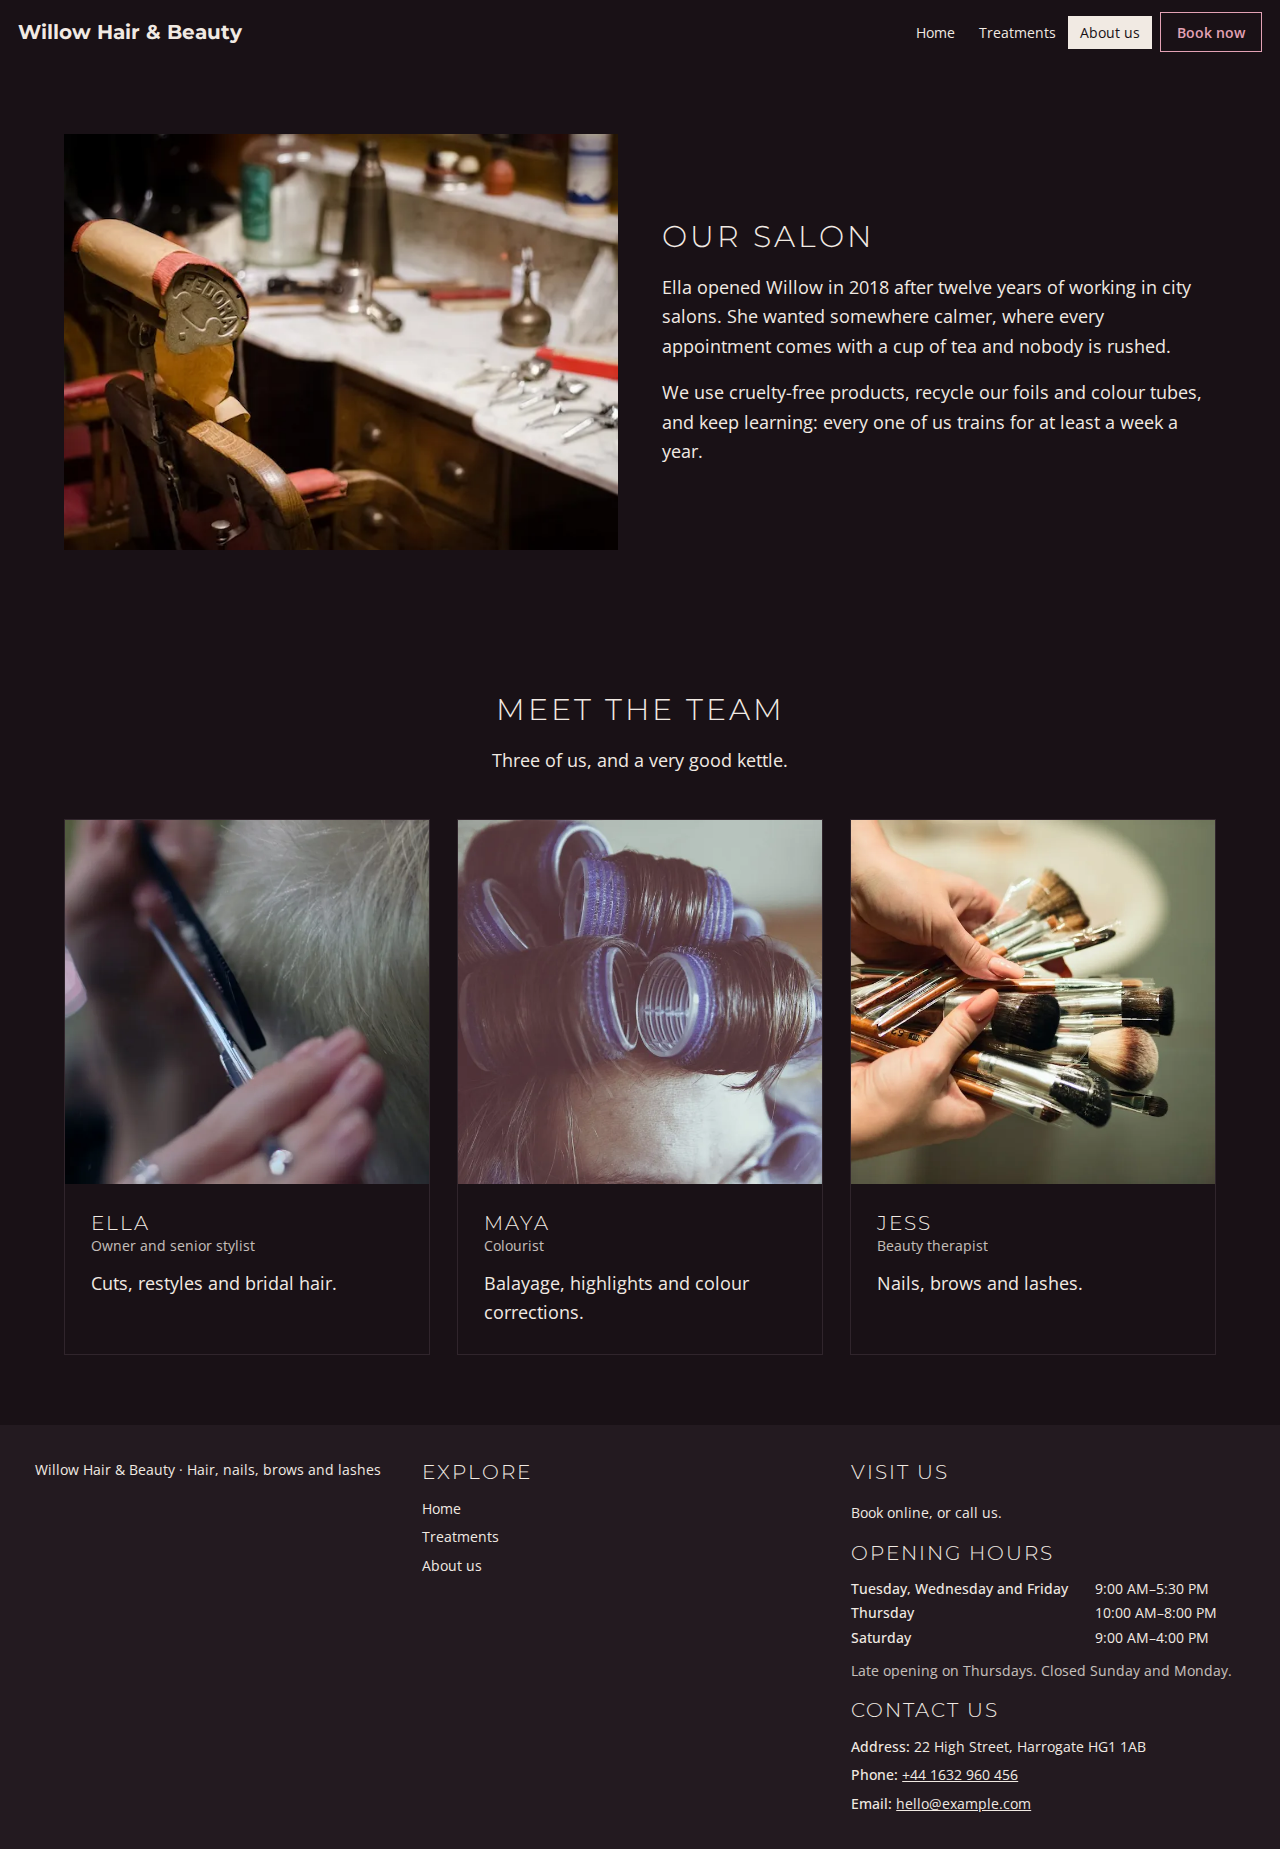 Willow Hair & Beauty
Home
Treatments
About us
Book now
FEDORA
OUR SALON
Ella opened Willow in 2018 after twelve years of working in city
salons. She wanted somewhere calmer, where every
appointment comes with a cup of tea and nobody is rushed.
We use cruelty-free products, recycle our foils and colour tubes,
and keep learning: every one of us trains for at least a week a
year.
MEET THE TEAM
Three of us, and a very good kettle.
ELLA
Owner and senior stylist
Cuts, restyles and bridal hair.
MAYA
Colourist
Balayage, highlights and colour
corrections.
JESS
Beauty therapist
Nails, brows and lashes.
Willow Hair & Beauty · Hair, nails, brows and lashes
EXPLORE
Home
Treatments
About us
VISIT US
Book online, or call us.
OPENING HOURS
Tuesday, Wednesday and Friday 9:00 AM–5:30 PM
Thursday 10:00 AM–8:00 PM
Saturday 9:00 AM–4:00 PM
Late opening on Thursdays. Closed Sunday and Monday.
CONTACT US
Address: 22 High Street, Harrogate HG1 1AB
Phone: +44 1632 960 456
Email: hello@example.com